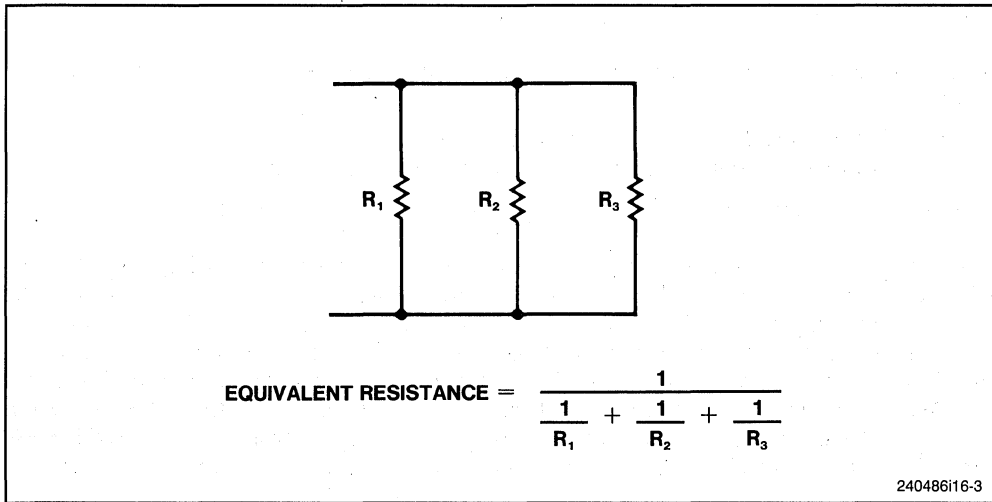 R₁ R₂ R₃
EQUIVALENT RESISTANCE = 1
1 + 1 + 1
R₁ R₂ R₃
240486i16-3